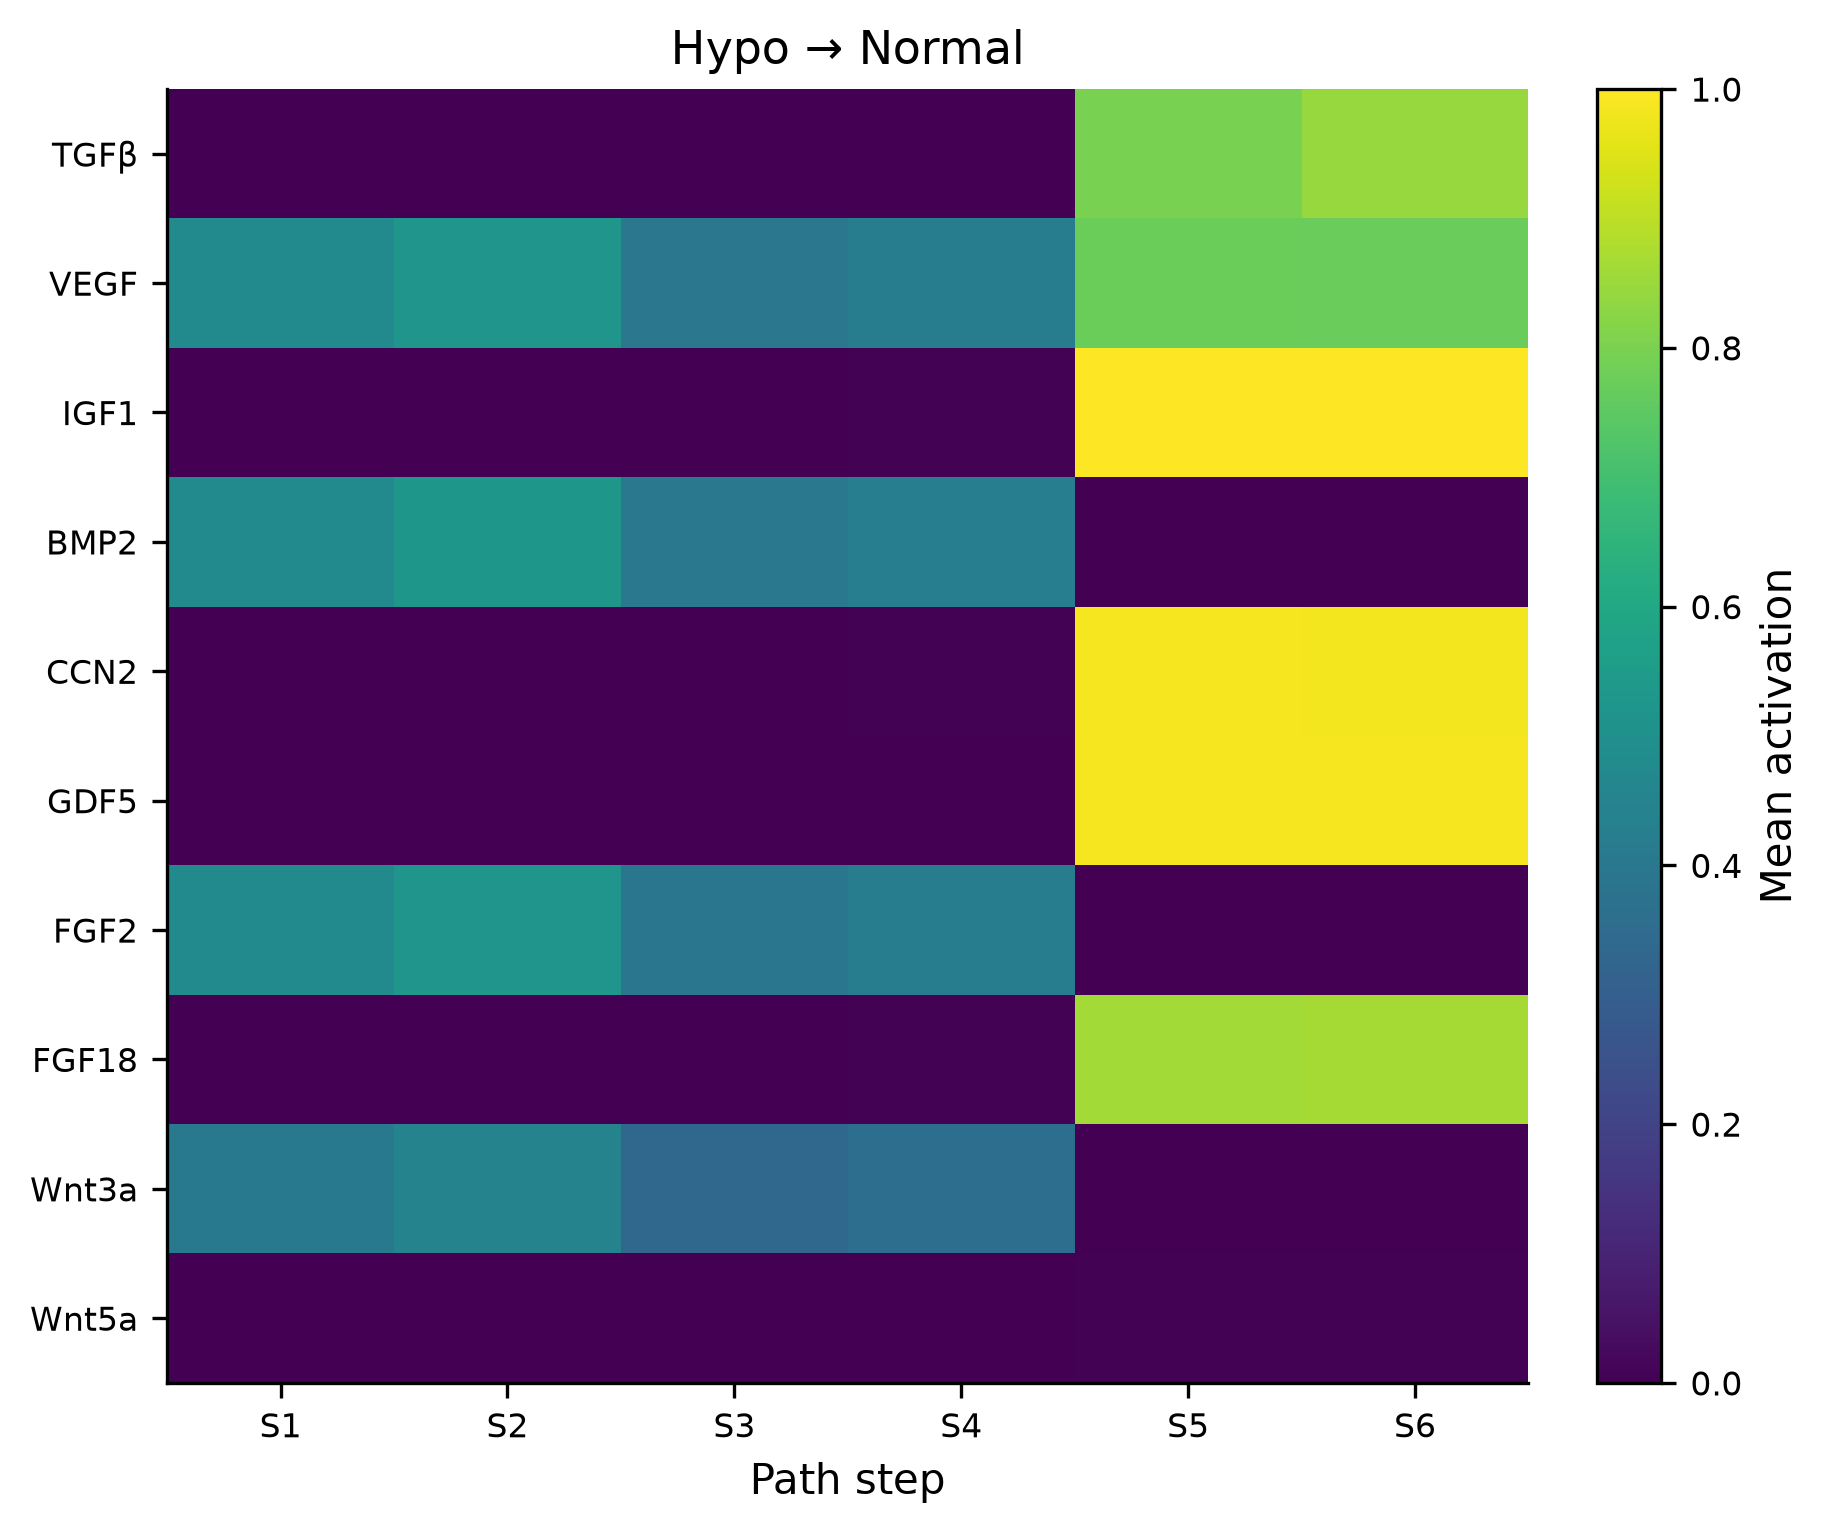 Hypo → Normal
TGFβ
VEGF
IGF1
BMP2
CCN2
GDF5
FGF2
FGF18
Wnt3a
Wnt5a
S1 S2 S3 S4 S5 S6
Path step
1.0
0.8
0.6
0.4
0.2
0.0
Mean activation